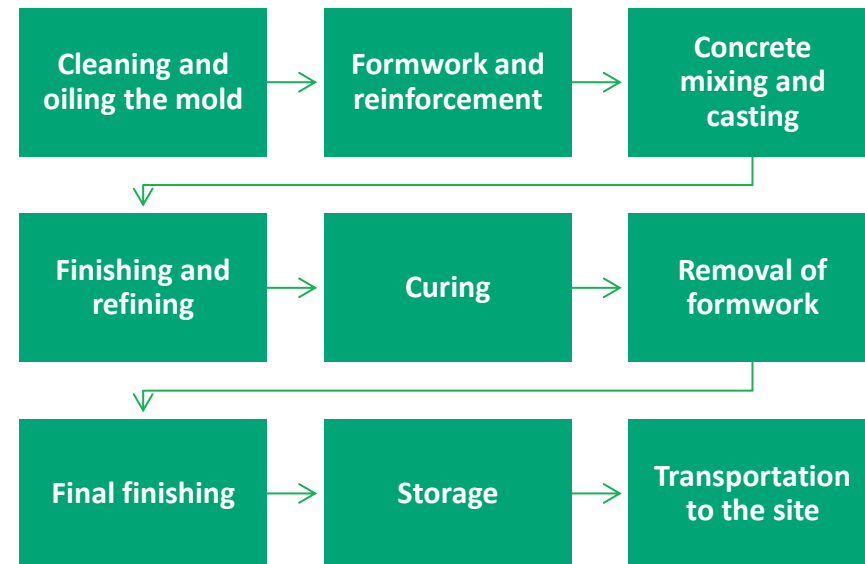 Cleaning and
oiling the mold
Formwork and
reinforcement
Concrete
mixing and
casting
Finishing and
refining
Curing
Removal of
formwork
Final finishing
Storage
Transportation
to the site